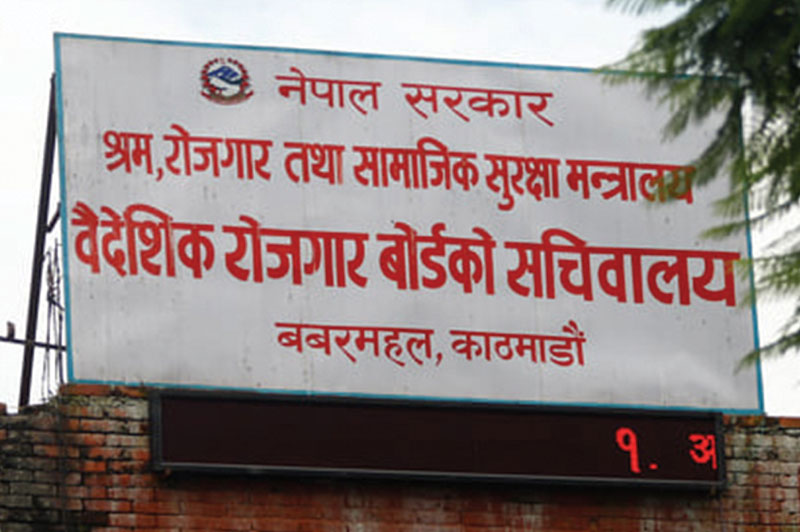 नेपाल सरकार
श्रम, रोजगार तथा सामाजिक सुरक्षा मन्त्रालय
वैदेशिक रोजगार बोर्डको सचिवालय
बबरमहल, काठमाडौं
१. अ